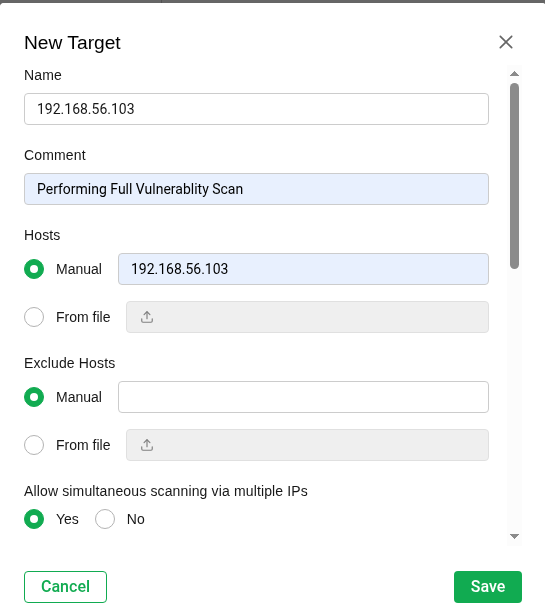 New Target
Name
192.168.56.103
Comment
Performing Full Vulnerablity Scan
Hosts
Manual 192.168.56.103
From file
Exclude Hosts
Manual
From file
Allow simultaneous scanning via multiple IPs
Yes No
Cancel Save